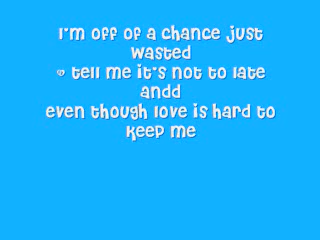 I'm off of a chance just
wasted
& tell me it's not to late
andd
even though love is hard to
keep me